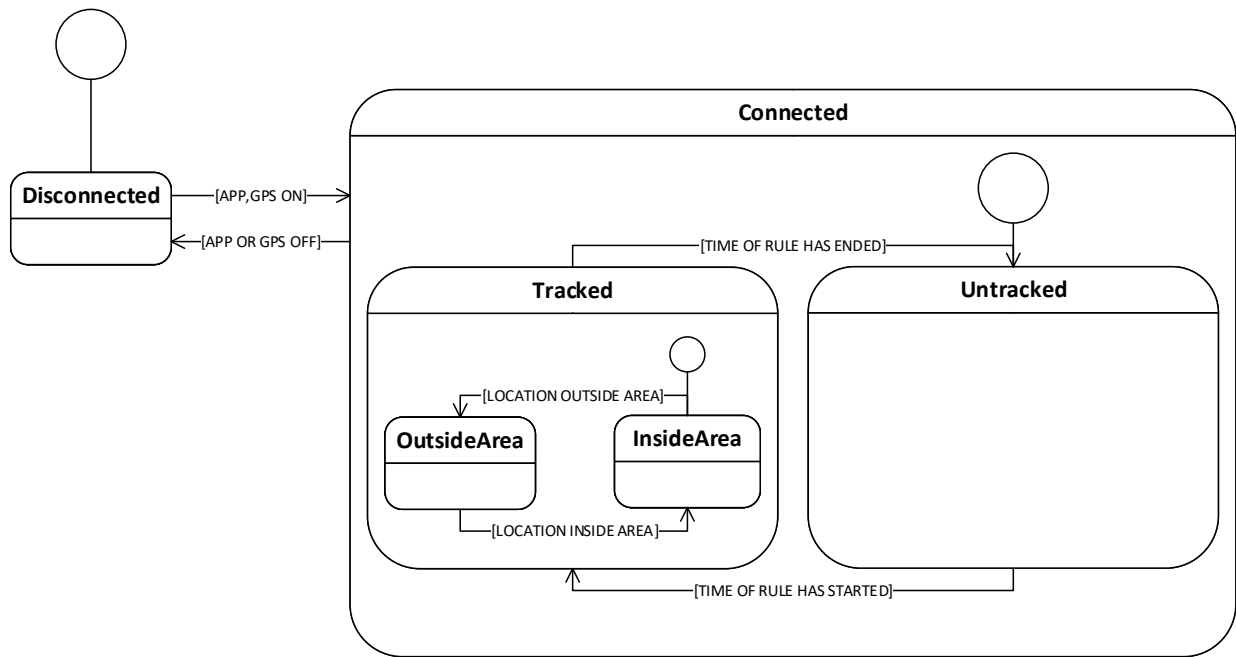 Connected
Disconnected
[APP,GPS ON]
[APP OR GPS OFF]
[TIME OF RULE HAS ENDED]
Tracked
Untracked
[LOCATION OUTSIDE AREA]
OutsideArea
InsideArea
[LOCATION INSIDE AREA]
[TIME OF RULE HAS STARTED]